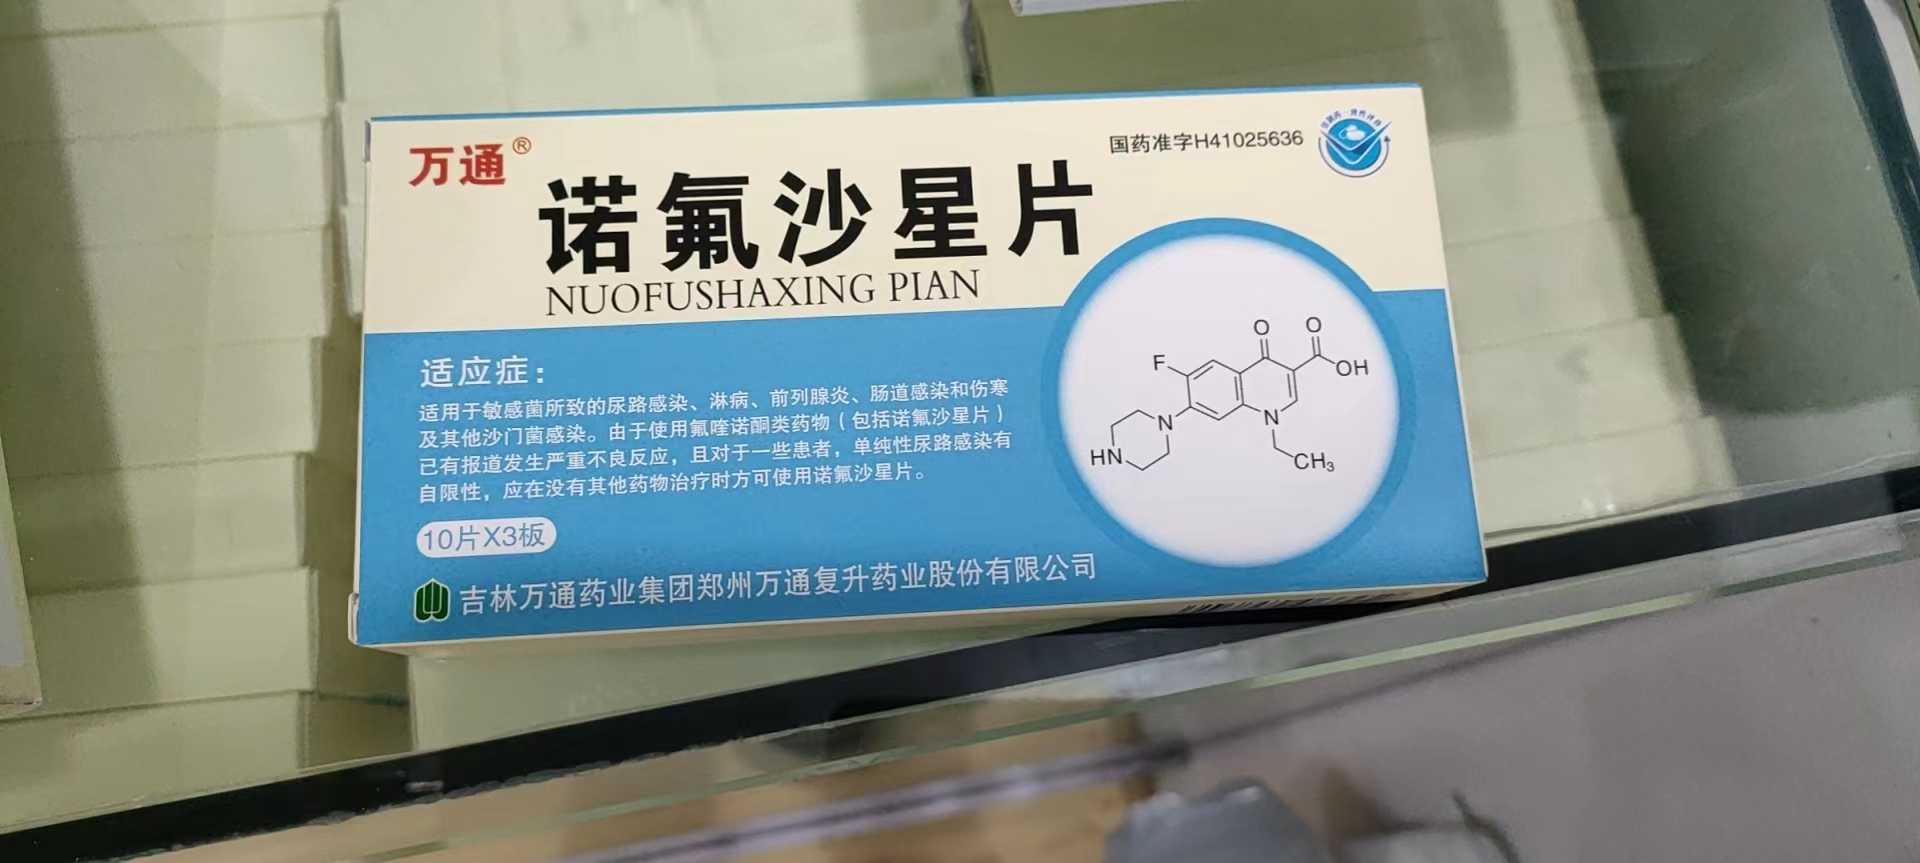 万通®
国药准字H41025636
诺氟沙星片
NUOFUSHAXING PIAN
适应症：
适用于敏感菌所致的尿路感染、淋病、前列腺炎、肠道感染和伤寒
及其他沙门菌感染。由于使用氟喹诺酮类药物（包括诺氟沙星片）
已有报道发生严重不良反应，且对于一些患者，单纯性尿路感染有
自限性，应在没有其他药物治疗时方可使用诺氟沙星片。
10片X3板
吉林万通药业集团郑州万通复升药业股份有限公司
O
O
F
OH
N
N
HN
CH₃